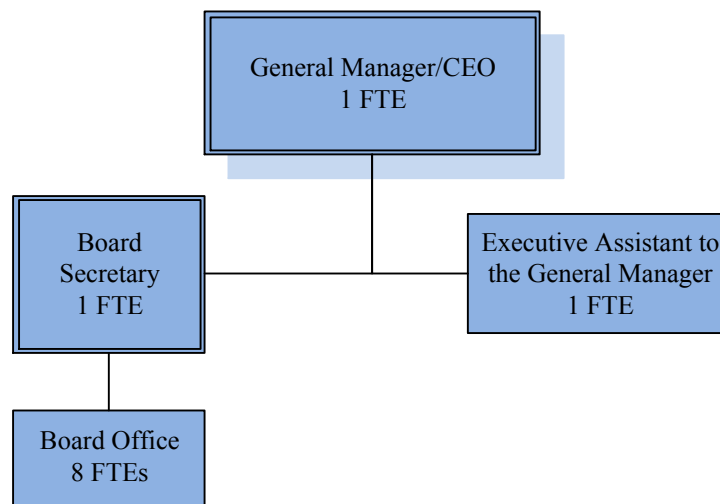 General Manager/CEO
1 FTE
Board
Secretary
1 FTE
Executive Assistant to
the General Manager
1 FTE
Board Office
8 FTEs